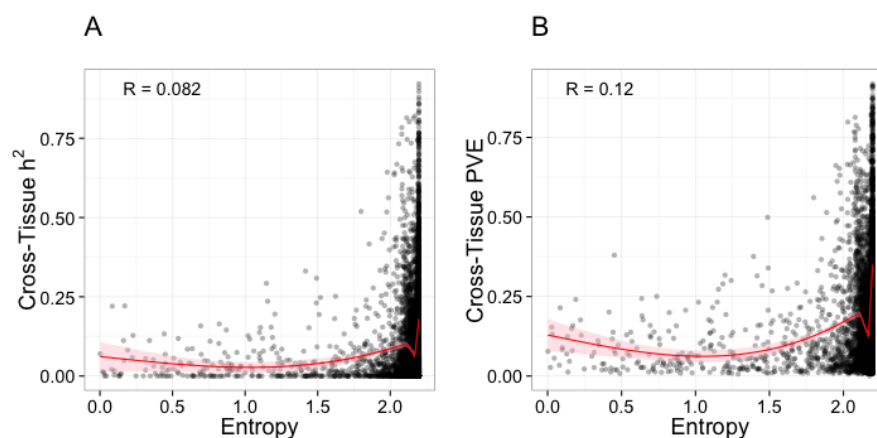 A
R = 0.082
Cross-Tissue h²
0.75
0.50
0.25
0.00
0.0 0.5 1.0 1.5 2.0
Entropy
B
R = 0.12
Cross-Tissue PVE
0.75
0.50
0.25
0.00
0.0 0.5 1.0 1.5 2.0
Entropy